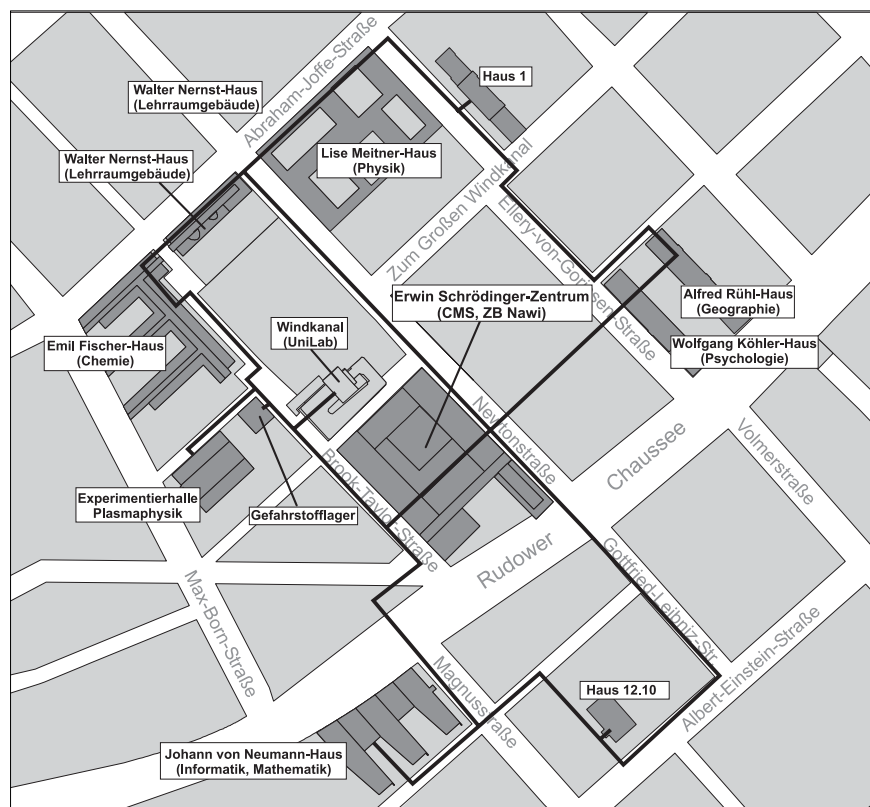 Abraham-Joffe-Straße
Haus 1
Walter Nernst-Haus
(Lehrraumgebäude)
Walter Nernst-Haus
(Lehrraumgebäude)
Lise Meitner-Haus
(Physik)
Zum Großen Windkanal
Ellery-von-Gorrissen-Straße
Erwin Schrödinger-Zentrum
(CMS, ZB Nawi)
Alfred Rühl-Haus
(Geographie)
Wolfgang Köhler-Haus
(Psychologie)
Windkanal
(UniLab)
Emil Fischer-Haus
(Chemie)
Newtonstraße
Chaussee
Volmerstraße
Brook-Taylor-Straße
Experimentierhalle
Plasmaphysik
Gefahrstofflager
Rudower
Gottfried-Leibniz-Str.
Max-Born-Straße
Magnusstraße
Albert-Einstein-Straße
Haus 12.10
Johann von Neumann-Haus
(Informatik, Mathematik)